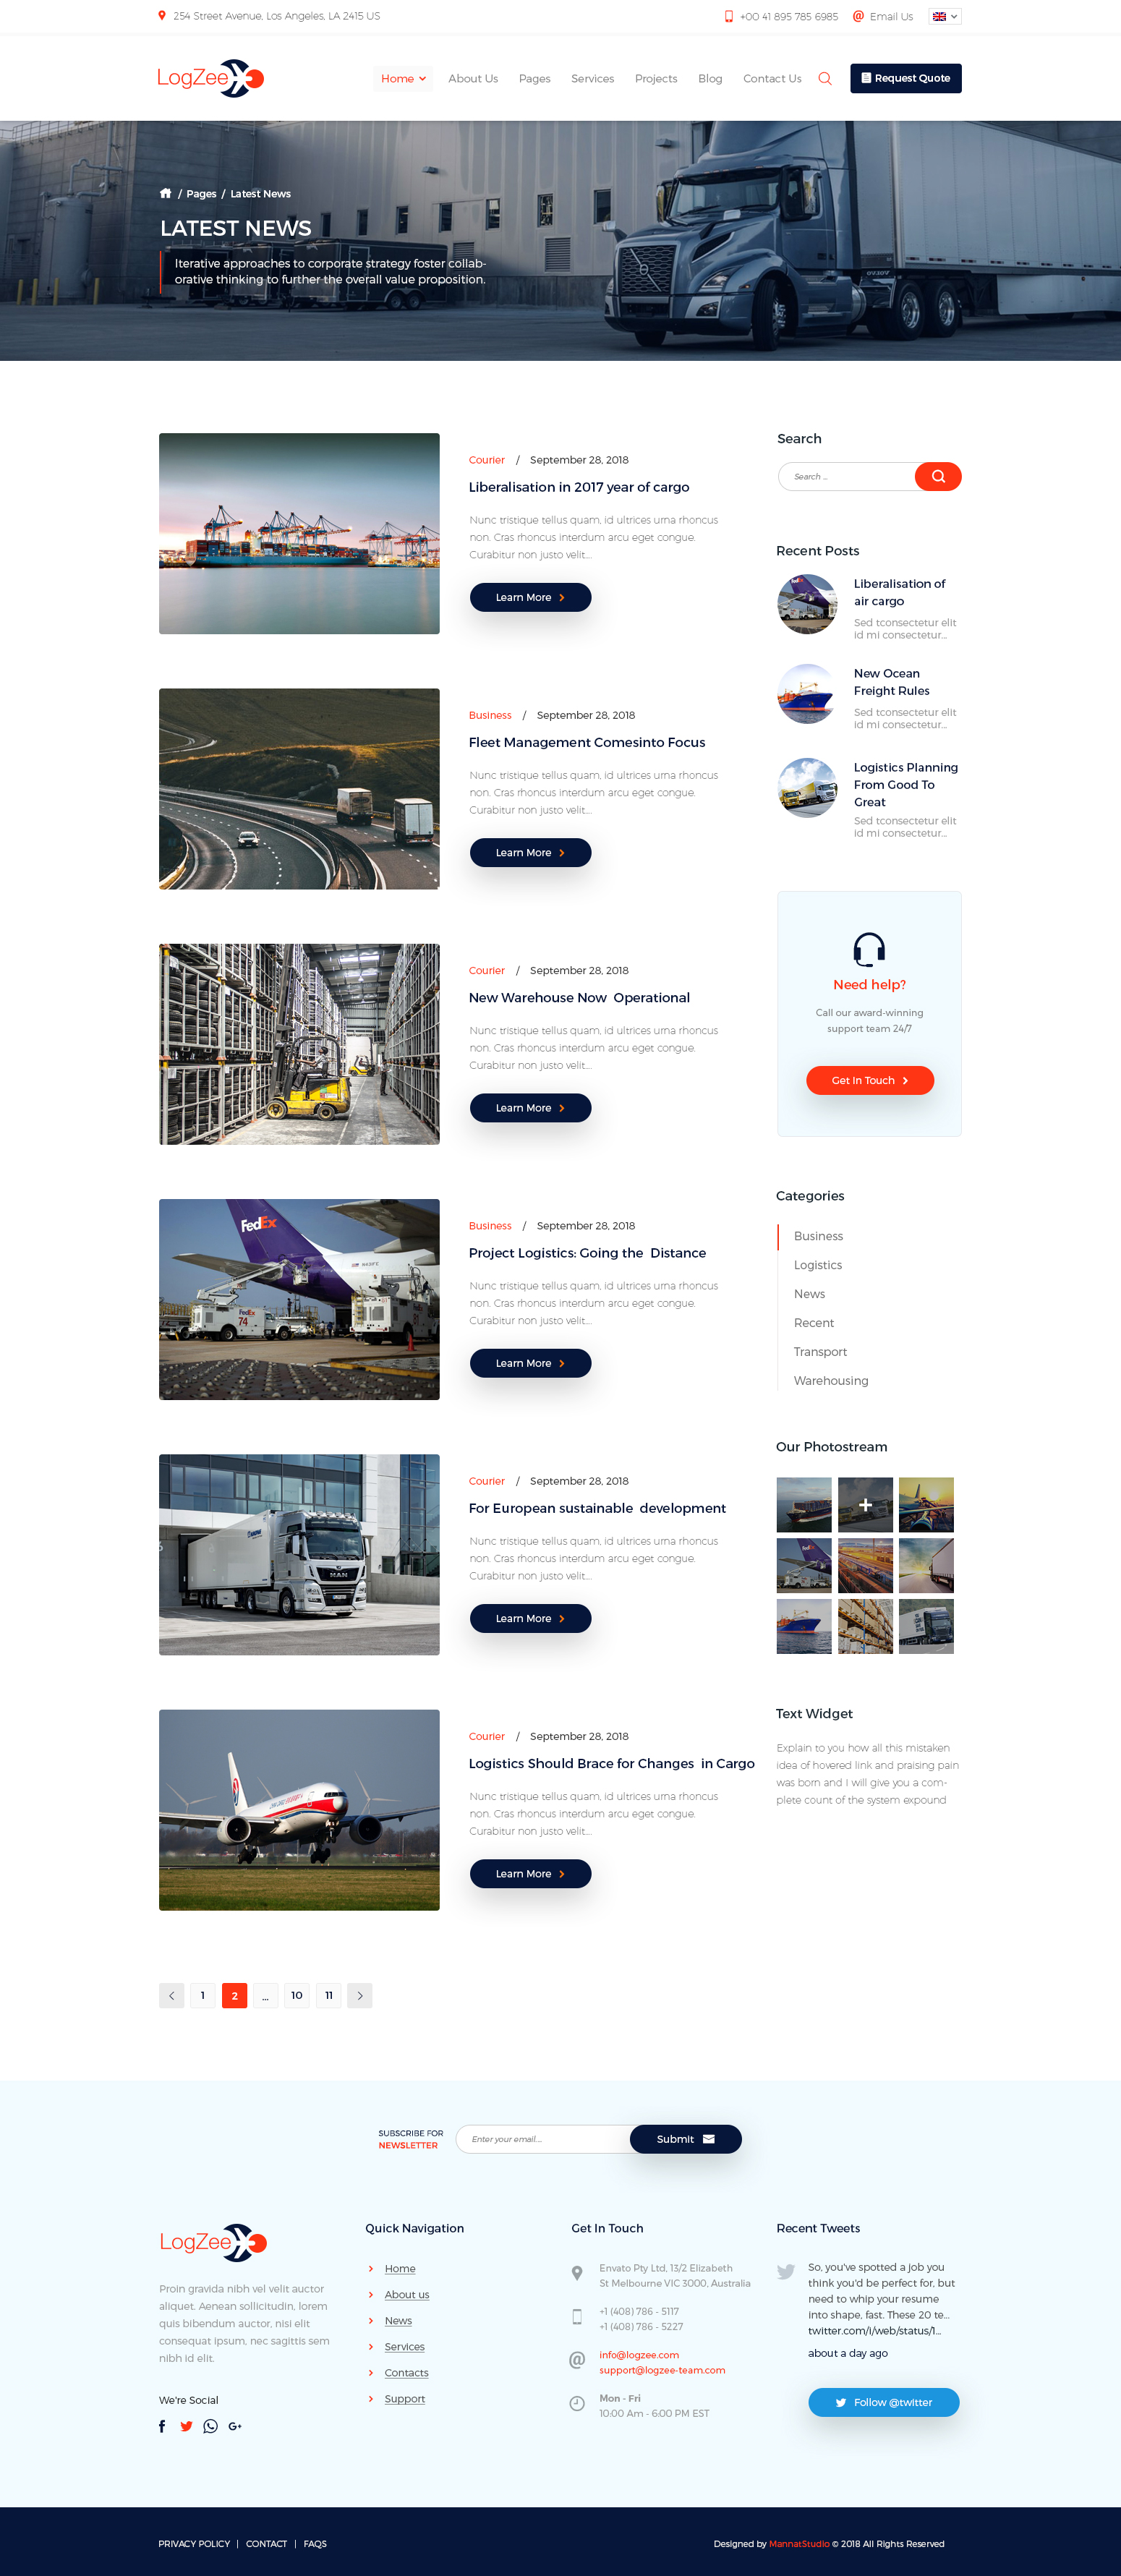 254 Street Avenue, Los Angeles, LA 2415 US
+00 41 895 785 6985
Email Us
LogZee
Home
About Us
Pages
Services
Projects
Blog
Contact Us
Request Quote
/ Pages / Latest News
LATEST NEWS
Iterative approaches to corporate strategy foster collab-
orative thinking to further the overall value proposition.
Courier / September 28, 2018
Liberalisation in 2017 year of cargo
Nunc tristique tellus quam, id ultrices urna rhoncus
non. Cras rhoncus interdum arcu eget congue.
Curabitur non justo velit....
Learn More
Business / September 28, 2018
Fleet Management Comesinto Focus
Nunc tristique tellus quam, id ultrices urna rhoncus
non. Cras rhoncus interdum arcu eget congue.
Curabitur non justo velit....
Learn More
Courier / September 28, 2018
New Warehouse Now Operational
Nunc tristique tellus quam, id ultrices urna rhoncus
non. Cras rhoncus interdum arcu eget congue.
Curabitur non justo velit....
Learn More
FedEx
FedEx
74
Business / September 28, 2018
Project Logistics: Going the Distance
Nunc tristique tellus quam, id ultrices urna rhoncus
non. Cras rhoncus interdum arcu eget congue.
Curabitur non justo velit....
Learn More
MAN
Courier / September 28, 2018
For European sustainable development
Nunc tristique tellus quam, id ultrices urna rhoncus
non. Cras rhoncus interdum arcu eget congue.
Curabitur non justo velit....
Learn More
Courier / September 28, 2018
Logistics Should Brace for Changes in Cargo
Nunc tristique tellus quam, id ultrices urna rhoncus
non. Cras rhoncus interdum arcu eget congue.
Curabitur non justo velit....
Learn More
1
2
...
10
11
Search
Search ...
Recent Posts
Liberalisation of
air cargo
Sed tconsectetur elit
id mi consectetur...
New Ocean
Freight Rules
Sed tconsectetur elit
id mi consectetur...
Logistics Planning
From Good To
Great
Sed tconsectetur elit
id mi consectetur...
Need help?
Call our award-winning
support team 24/7
Get In Touch
Categories
Business
Logistics
News
Recent
Transport
Warehousing
Our Photostream
Text Widget
Explain to you how all this mistaken
idea of hovered link and praising pain
was born and I will give you a com-
plete count of the system expound
SUBSCRIBE FOR
NEWSLETTER
Enter your email....
Submit
LogZee
Proin gravida nibh vel velit auctor
aliquet. Aenean sollicitudin, lorem
quis bibendum auctor, nisi elit
consequat ipsum, nec sagittis sem
nibh id elit.
We're Social
Quick Navigation
Home
About us
News
Services
Contacts
Support
Get In Touch
Envato Pty Ltd, 13/2 Elizabeth
St Melbourne VIC 3000, Australia
+1 (408) 786 - 5117
+1 (408) 786 - 5227
info@logzee.com
support@logzee-team.com
Mon - Fri
10:00 Am - 6:00 PM EST
Recent Tweets
So, you've spotted a job you
think you'd be perfect for, but
need to whip your resume
into shape, fast. These 20 te...
twitter.com/i/web/status/1...
about a day ago
Follow @twitter
PRIVACY POLICY | CONTACT | FAQS
Designed by MannatStudio © 2018 All Rights Reserved